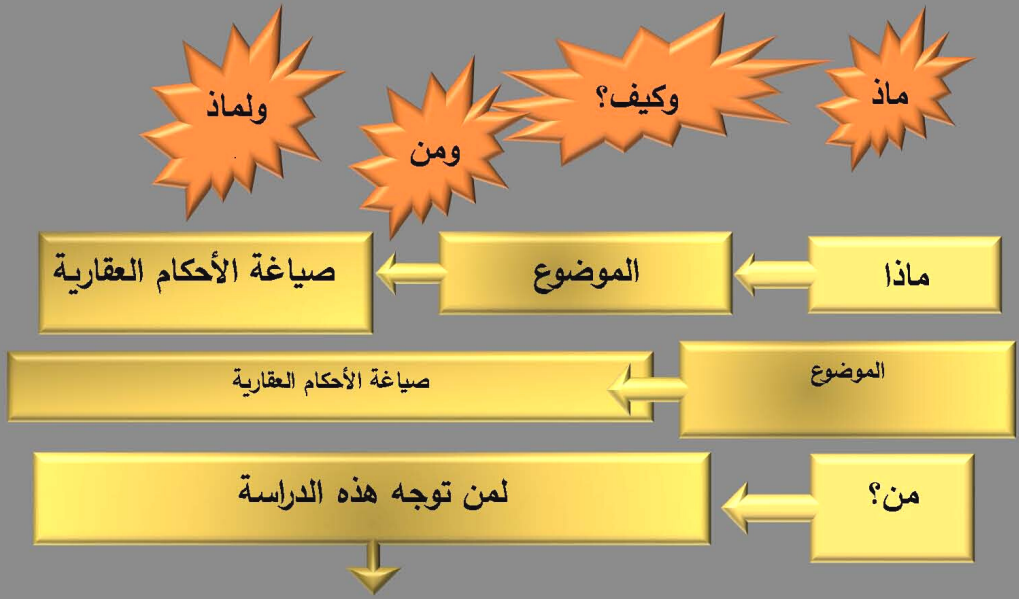 ماذ
وكيف؟
ومن
ولماذ
ماذا
الموضوع
صياغة الأحكام العقارية
الموضوع
صياغة الأحكام العقارية
من؟
لمن توجه هذه الدراسة